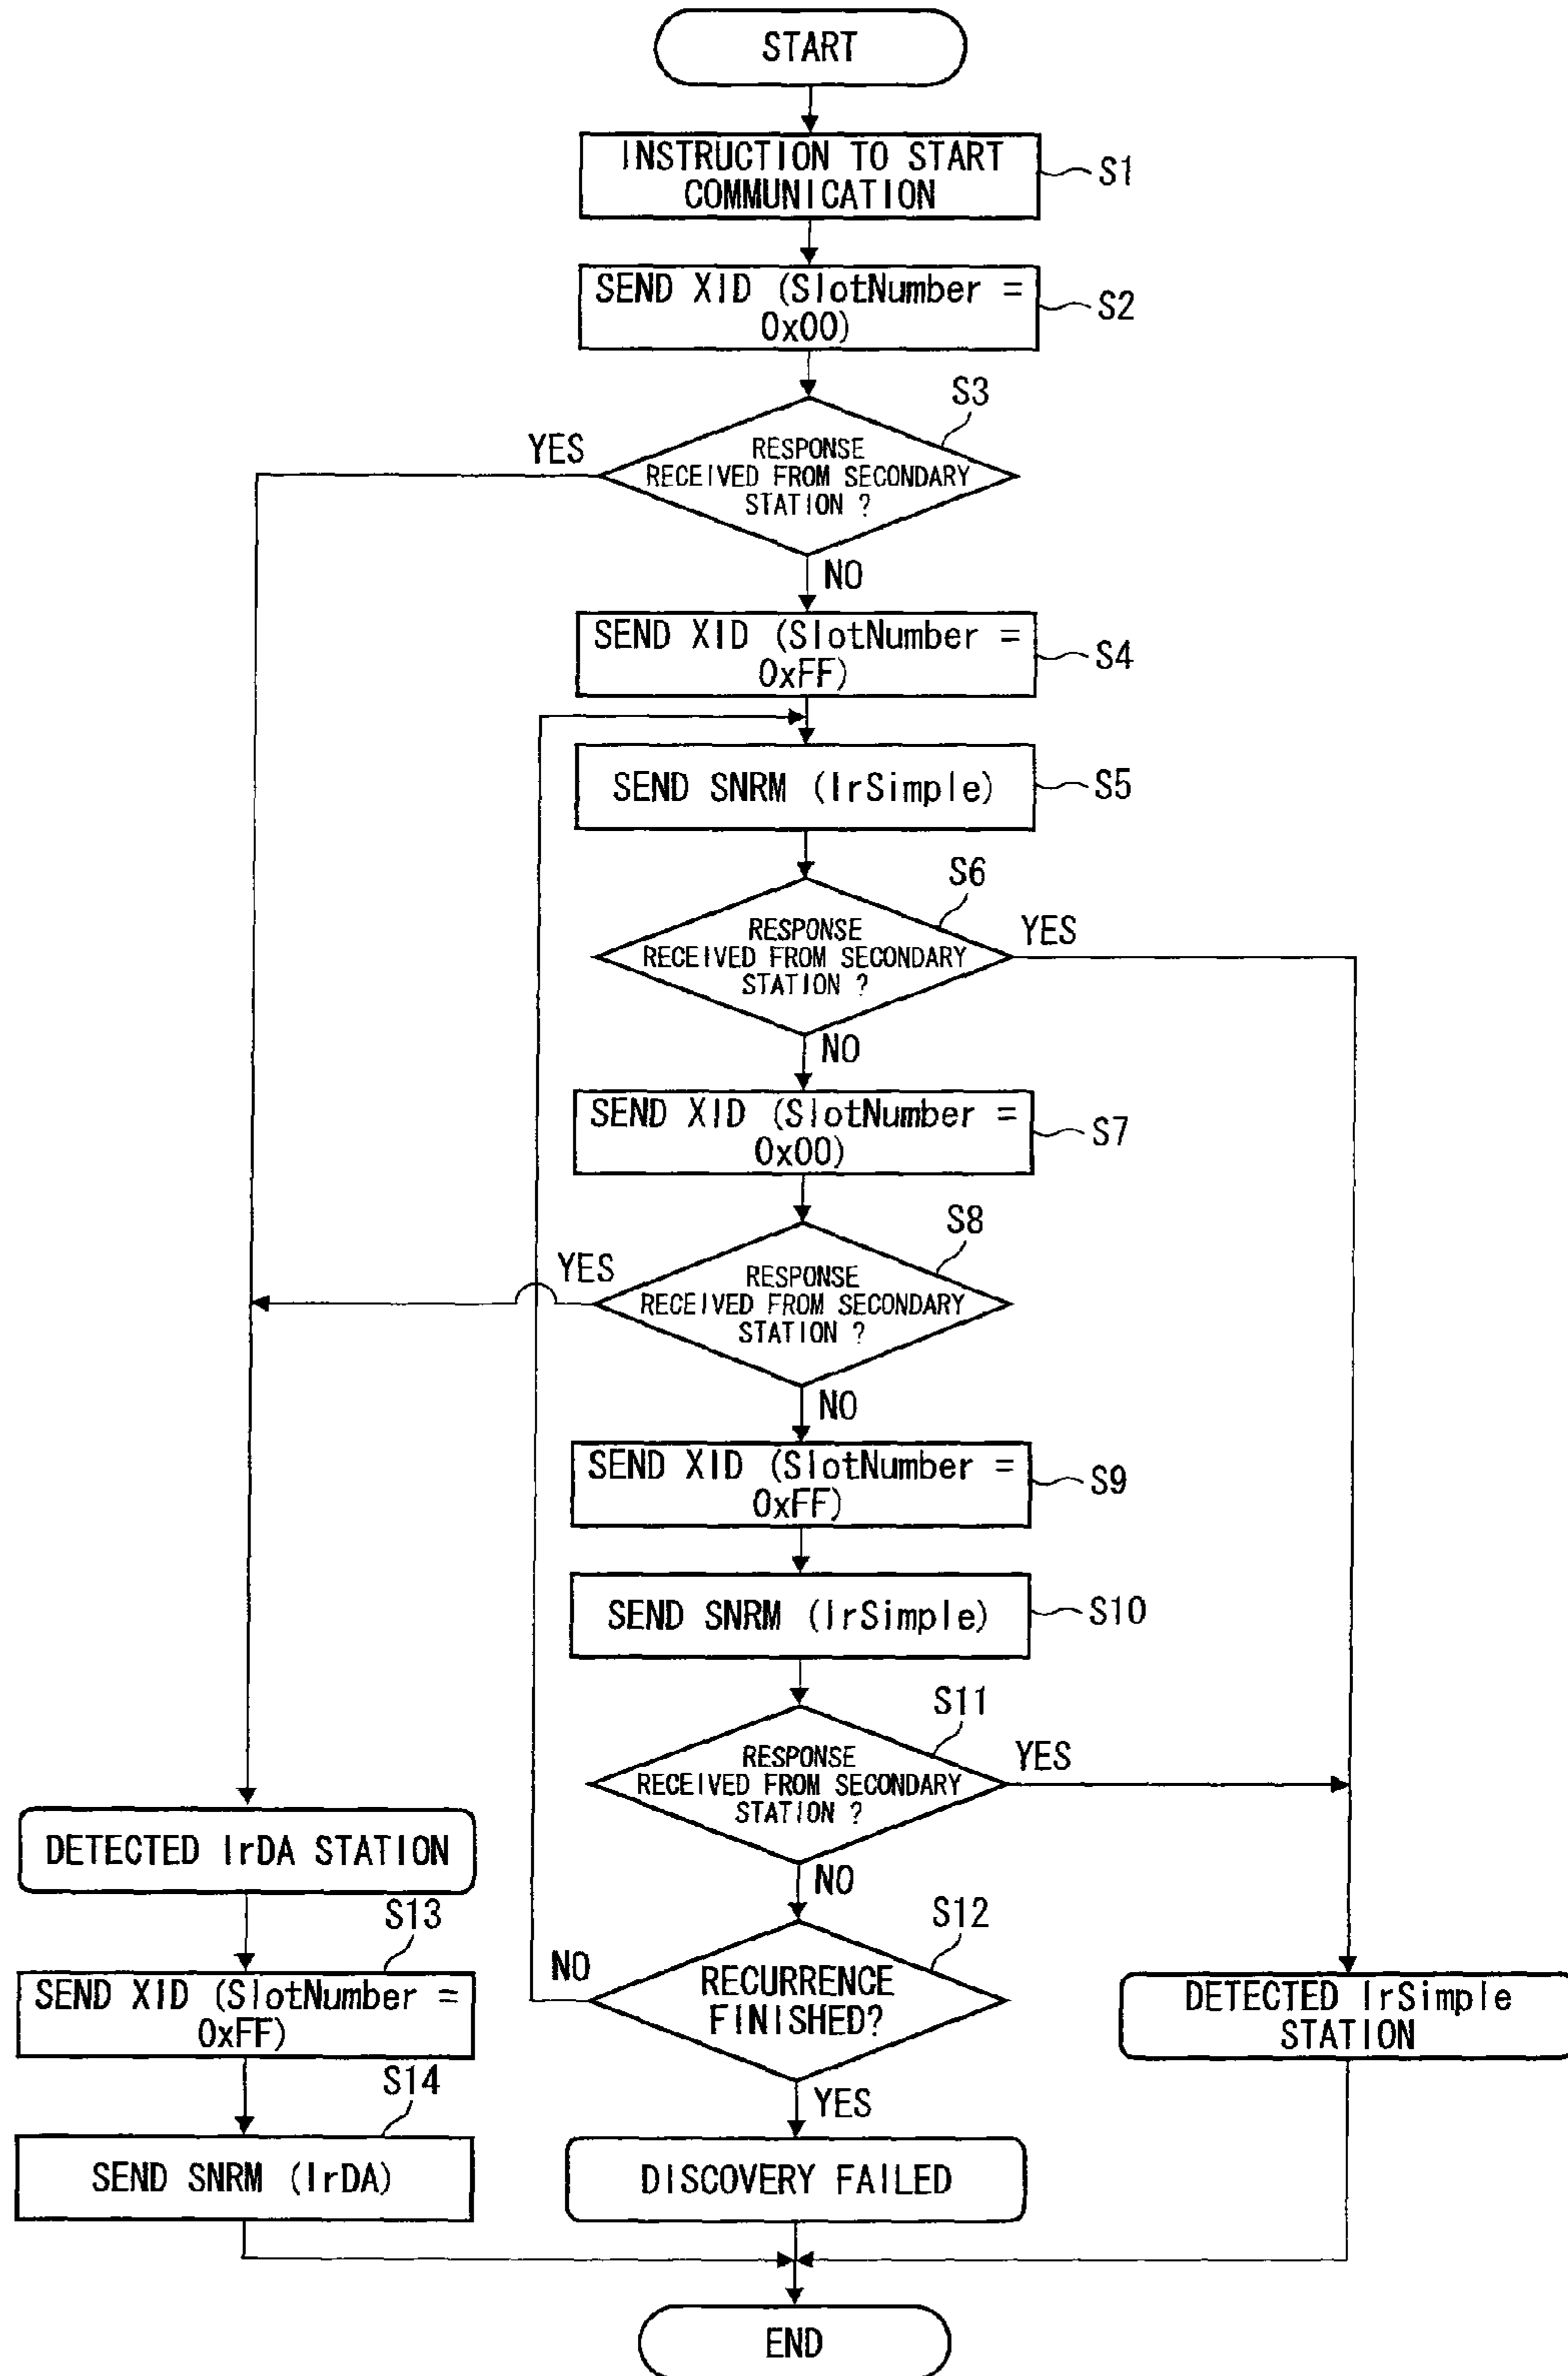 START
INSTRUCTION TO START
COMMUNICATION
S1
SEND XID (SlotNumber =
0x00)
S2
S3
RESPONSE
RECEIVED FROM SECONDARY
STATION ?
YES
NO
SEND XID (SlotNumber =
0xFF)
S4
SEND SNRM (IrSimple)
S5
S6
RESPONSE
RECEIVED FROM SECONDARY
STATION ?
YES
NO
SEND XID (SlotNumber =
0x00)
S7
S8
YES
RESPONSE
RECEIVED FROM SECONDARY
STATION ?
NO
SEND XID (SlotNumber =
0xFF)
S9
SEND SNRM (IrSimple)
S10
S11
RESPONSE
RECEIVED FROM SECONDARY
STATION ?
YES
NO
S12
RECURRENCE
FINISHED?
NO
YES
DISCOVERY FAILED
DETECTED IrDA STATION
S13
SEND XID (SlotNumber =
0xFF)
S14
SEND SNRM (IrDA)
DETECTED IrSimple
STATION
END